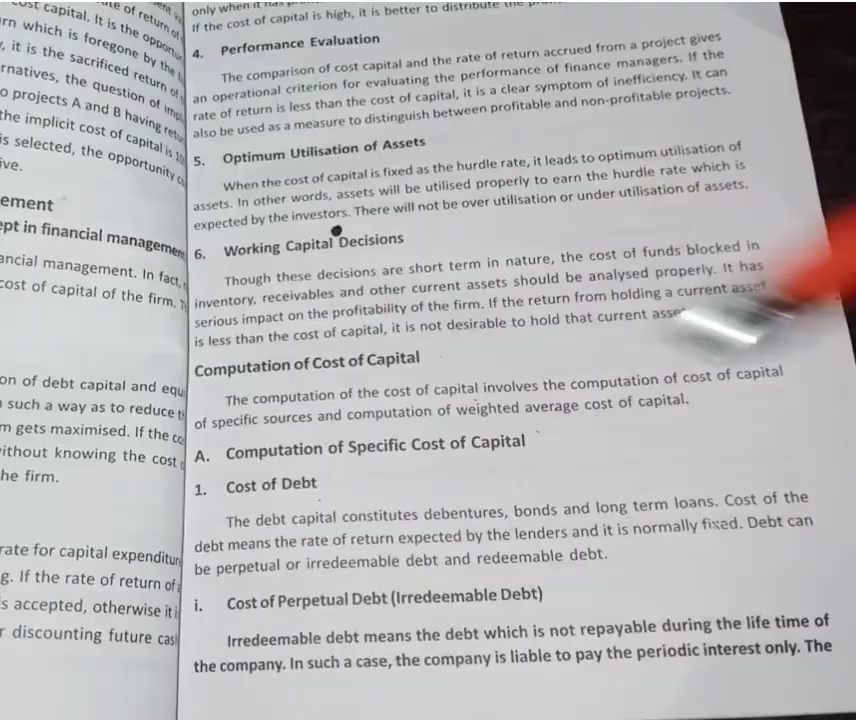 ate of return of
ost capital. It is the opportun
rn which is foregone by the
, it is the sacrificed return of
rnatives, the question of impl
o projects A and B having retu
the implicit cost of capital is 10
is selected, the opportunity c
ive.
ement
ept in financial management
ancial management. In fact,
cost of capital of the firm. T
on of debt capital and equ
such a way as to reduce t
m gets maximised. If the co
ithout knowing the cost
he firm.
rate for capital expenditur
g. If the rate of return of a
s accepted, otherwise it i
r discounting future cas
only when it has
If the cost of capital is high, it is better to distribute the
4. Performance Evaluation
The comparison of cost capital and the rate of return accrued from a project gives
an operational criterion for evaluating the performance of finance managers. If the
rate of return is less than the cost of capital, it is a clear symptom of inefficiency. It can
also be used as a measure to distinguish between profitable and non-profitable projects.
5. Optimum Utilisation of Assets
When the cost of capital is fixed as the hurdle rate, it leads to optimum utilisation of
assets. In other words, assets will be utilised properly to earn the hurdle rate which is
expected by the investors. There will not be over utilisation or under utilisation of assets.
6. Working Capital Decisions
Though these decisions are short term in nature, the cost of funds blocked in
inventory, receivables and other current assets should be analysed properly. It has
serious impact on the profitability of the firm. If the return from holding a current asset
is less than the cost of capital, it is not desirable to hold that current asse
Computation of Cost of Capital
The computation of the cost of capital involves the computation of cost of capital
of specific sources and computation of weighted average cost of capital.
A. Computation of Specific Cost of Capital
1. Cost of Debt
The debt capital constitutes debentures, bonds and long term loans. Cost of the
debt means the rate of return expected by the lenders and it is normally fixed. Debt can
be perpetual or irredeemable debt and redeemable debt.
i. Cost of Perpetual Debt (Irredeemable Debt)
Irredeemable debt means the debt which is not repayable during the life time of
the company. In such a case, the company is liable to pay the periodic interest only. The